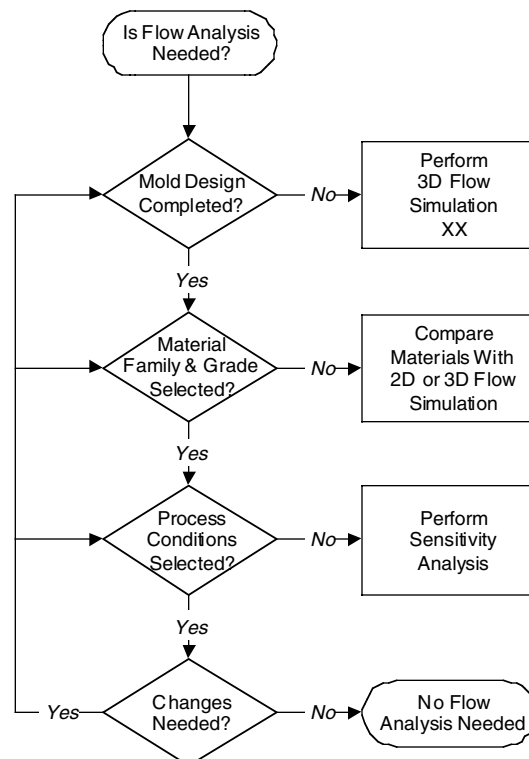 Is Flow Analysis
Needed?
Mold Design
Completed?
No
Perform
3D Flow
Simulation
XX
Yes
Material
Family & Grade
Selected?
No
Compare
Materials With
2D or 3D Flow
Simulation
Yes
Process
Conditions
Selected?
No
Perform
Sensitivity
Analysis
Yes
Yes
Changes
Needed?
No
No Flow
Analysis Needed